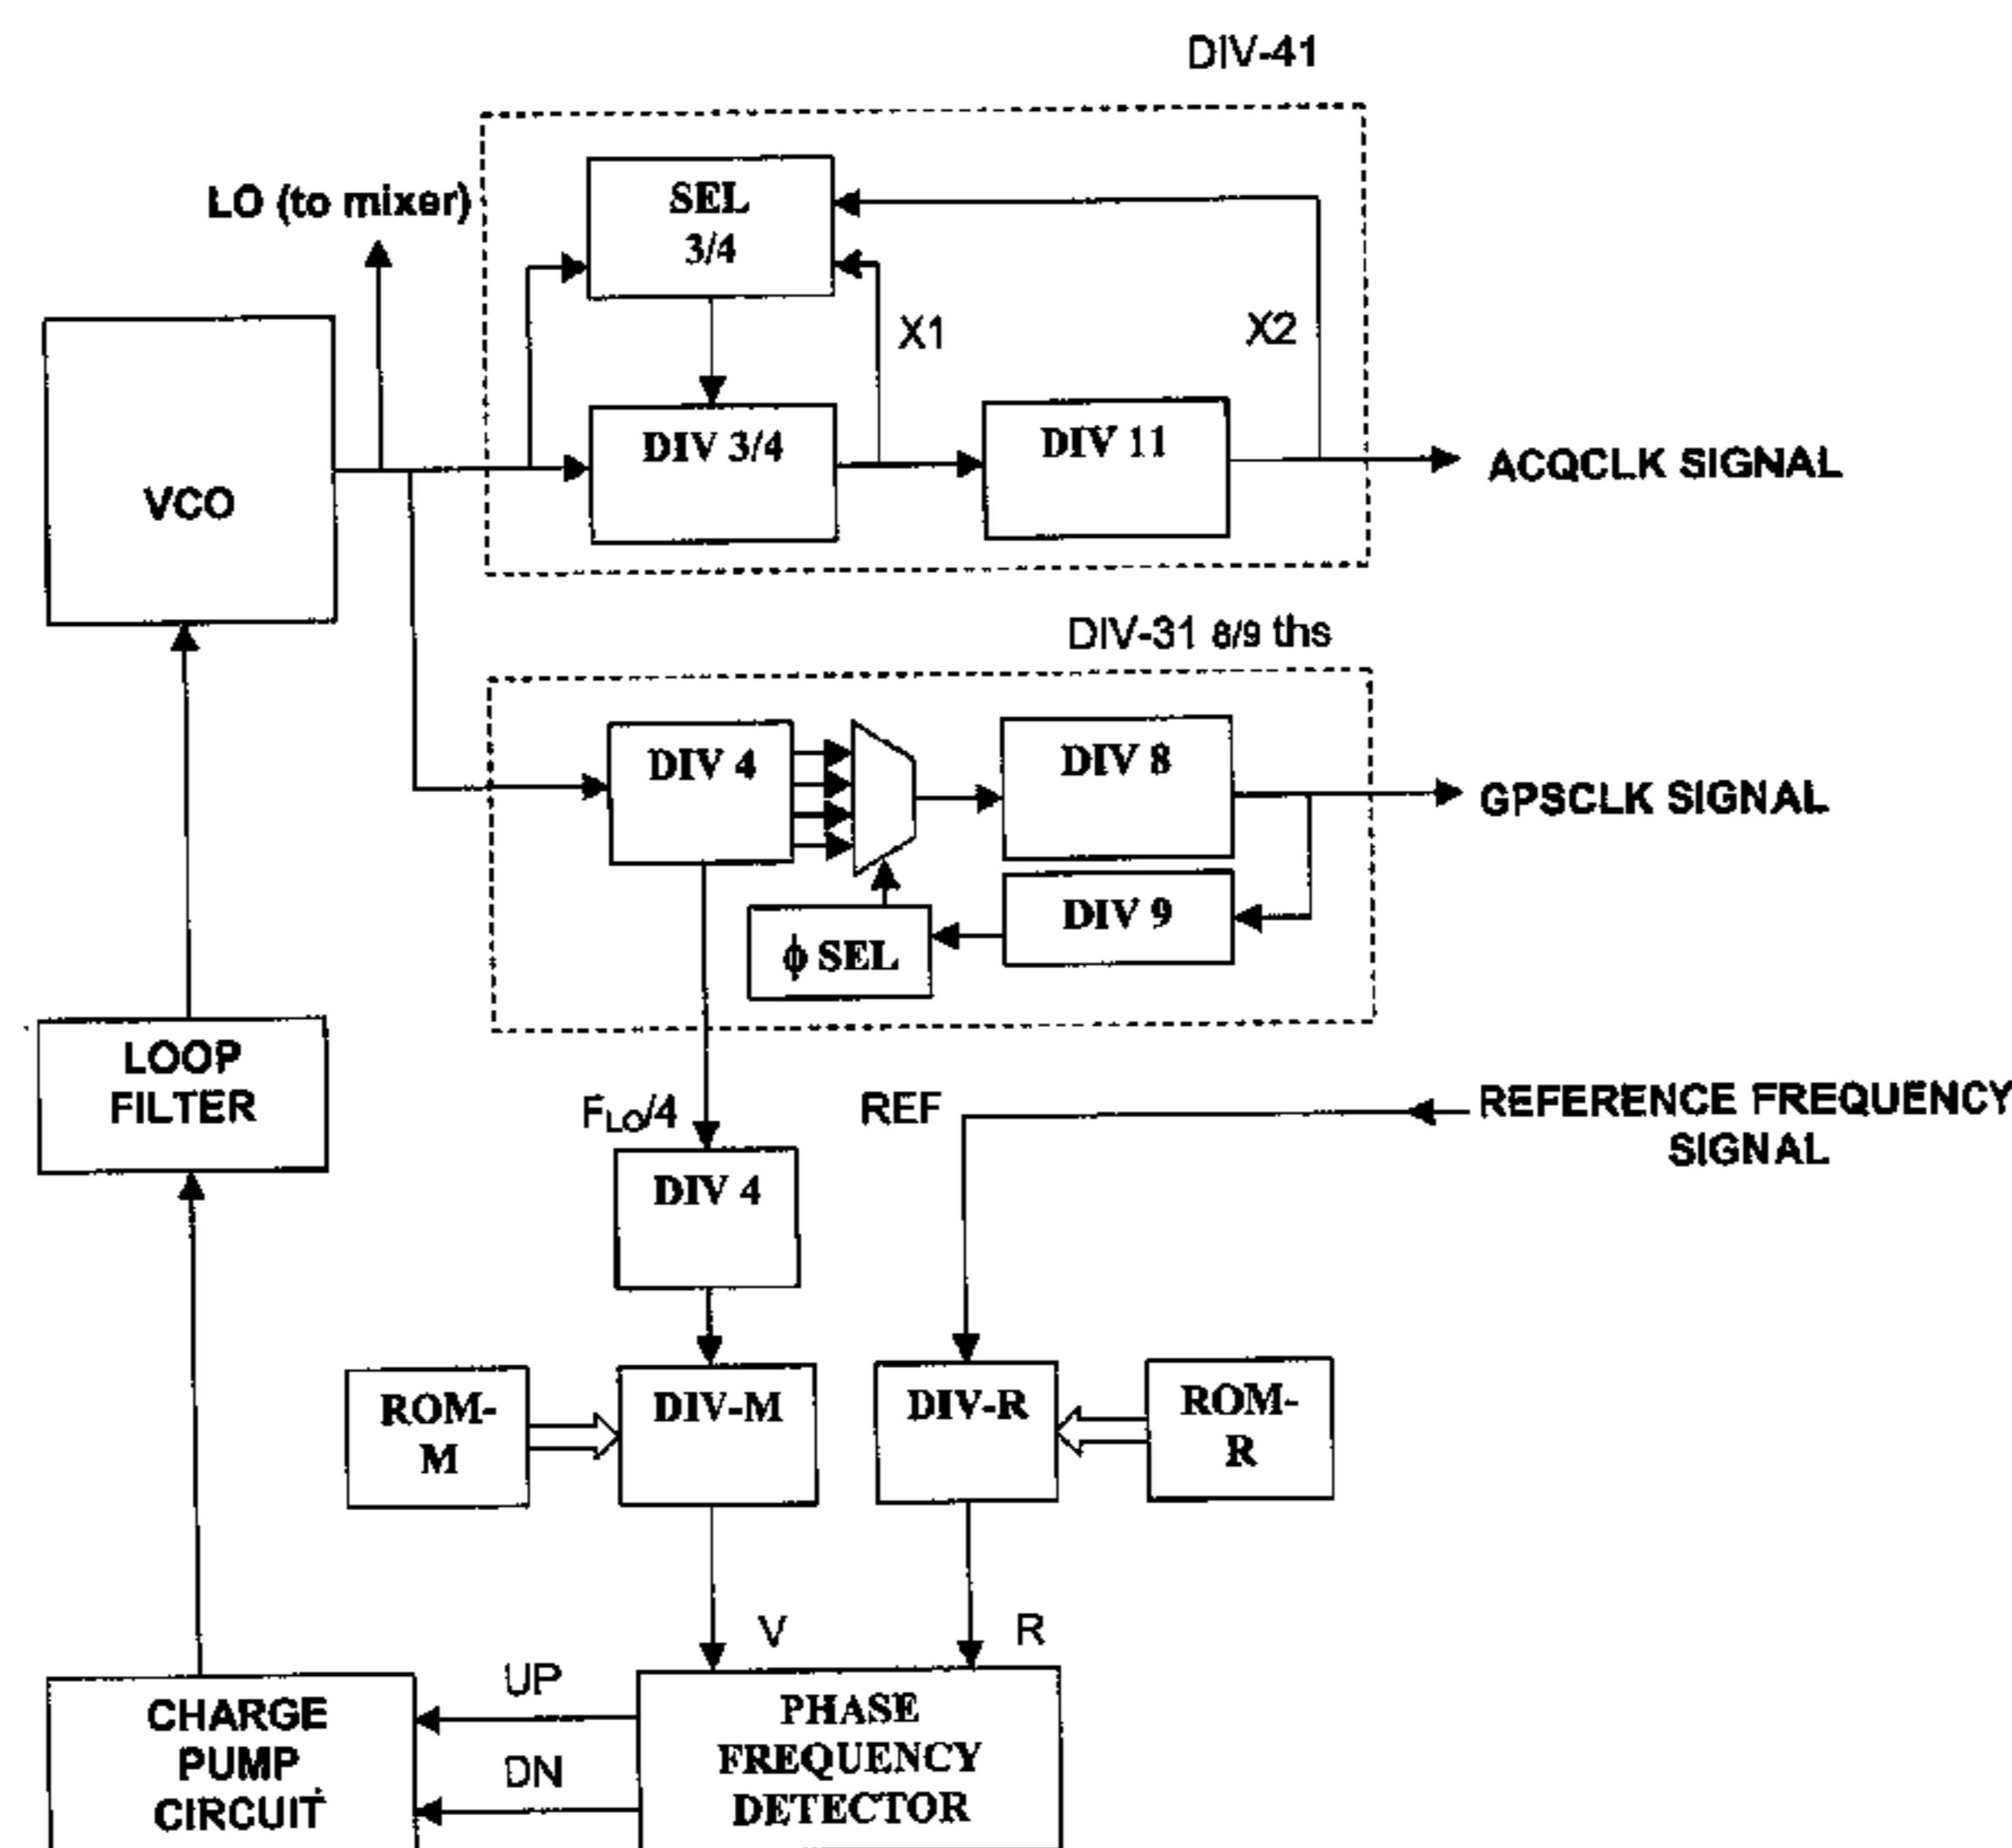 DIV-41
LO (to mixer)
SEL
3/4
X1
X2
VCO
DIV 3/4
DIV 11
ACQCLK SIGNAL
DIV-31 8/9 ths
DIV 4
DIV 8
GPSCLK SIGNAL
DIV 9
ϕ SEL
LOOP
FILTER
FLO/4
REF
REFERENCE FREQUENCY
SIGNAL
DIV 4
ROM-
M
DIV-M
DIV-R
ROM-
R
V
R
UP
DN
CHARGE
PUMP
CIRCUIT
PHASE
FREQUENCY
DETECTOR